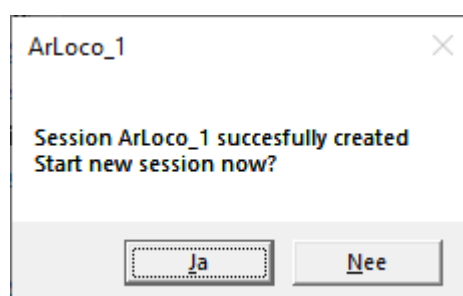 ArLoco_1
Session ArLoco_1 succesfully created
Start new session now?
Ja
Nee